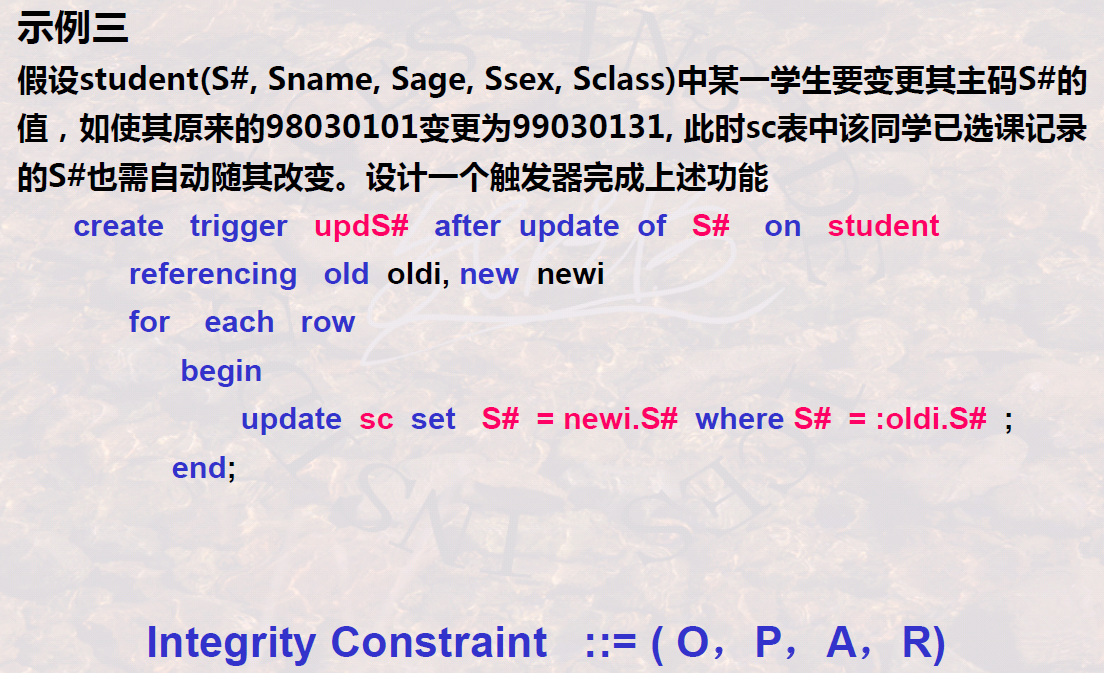 示例三
假设student(S#, Sname, Sage, Ssex, Sclass)中某一学生要变更其主码S#的
值，如使其原来的98030101变更为99030131, 此时sc表中该同学已选课记录
的S#也需自动随其改变。设计一个触发器完成上述功能
create trigger updS# after update of S# on student
referencing old oldi, new newi
for each row
begin
update sc set S# = newi.S# where S# = :oldi.S# ;
end;
Integrity Constraint ::= ( O，P，A，R)